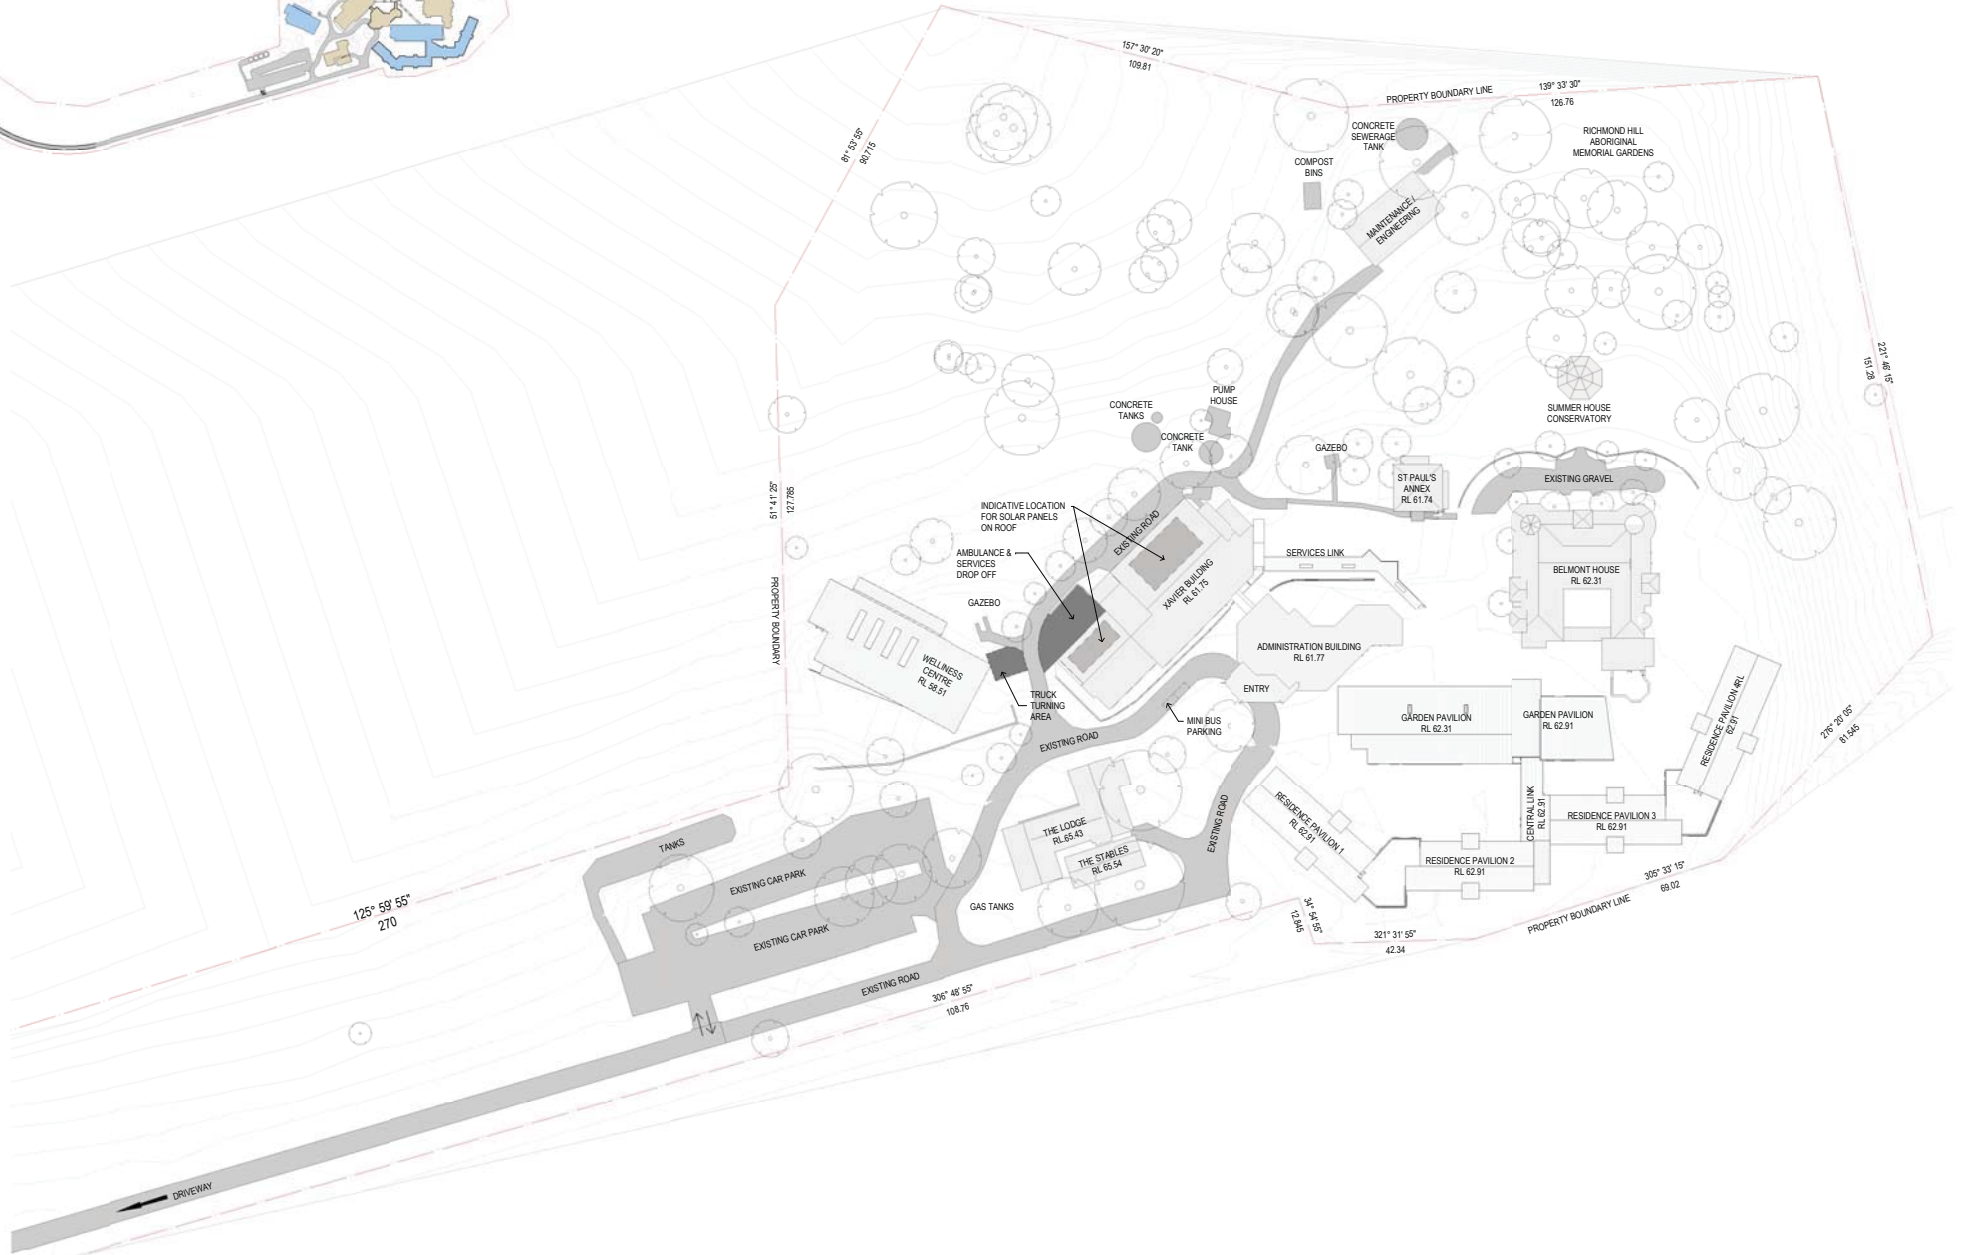 157° 30' 20"
109.81
PROPERTY BOUNDARY LINE
139° 33' 30"
126.76
81° 53' 55"
90.715
CONCRETE
SEWERAGE
TANK
RICHMOND HILL
ABORIGINAL
MEMORIAL GARDENS
COMPOST
BINS
MAINTENANCE /
ENGINEERING
221° 46' 15"
151.28
PUMP
HOUSE
CONCRETE
TANKS
CONCRETE
TANK
SUMMER HOUSE
CONSERVATORY
GAZEBO
ST PAUL'S
ANNEX
RL 61.74
EXISTING GRAVEL
51° 41' 25"
127.785
INDICATIVE LOCATION
FOR SOLAR PANELS
ON ROOF
EXISTING ROAD
AMBULANCE &
SERVICES
DROP OFF
SERVICES LINK
XAVIER BUILDING
RL 61.75
BELMONT HOUSE
RL 62.31
GAZEBO
PROPERTY BOUNDARY
WELLINESS
CENTRE
RL 58.51
ADMINISTRATION BUILDING
RL 61.77
ENTRY
TRUCK
TURNING
AREA
MINI BUS
PARKING
EXISTING ROAD
GARDEN PAVILION
RL 62.31
GARDEN PAVILION
RL 62.91
RESIDENCE PAVILION 4RL
62.91
276° 20' 05"
81.545
RESIDENCE PAVILION 1
RL 62.91
CENTRAL LINK
RL 62.91
RESIDENCE PAVILION 3
RL 62.91
EXISTING ROAD
THE LODGE
RL 65.43
THE STABLES
RL 65.54
TANKS
RESIDENCE PAVILION 2
RL 62.91
305° 33' 15"
69.02
EXISTING CAR PARK
125° 59' 55"
270
GAS TANKS
34° 54' 55"
12.845
PROPERTY BOUNDARY LINE
EXISTING CAR PARK
321° 31' 55"
42.34
EXISTING ROAD
306° 48' 55"
108.76
DRIVEWAY